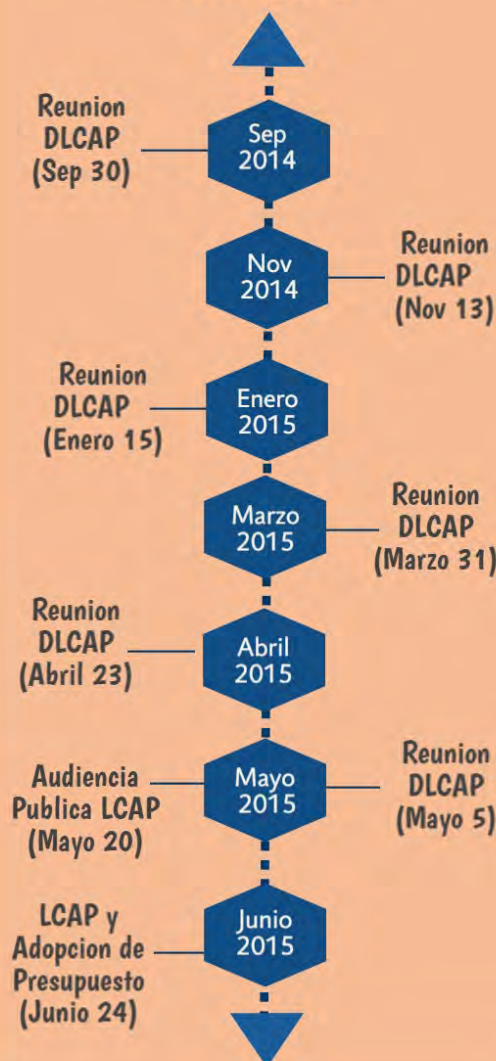 Reunion
DLCAP
(Sep 30)
Sep
2014
Nov
2014
Reunion
DLCAP
(Nov 13)
Reunion
DLCAP
(Enero 15)
Enero
2015
Marzo
2015
Reunion
DLCAP
(Marzo 31)
Reunion
DLCAP
(Abril 23)
Abril
2015
Audiencia
Publica LCAP
(Mayo 20)
Mayo
2015
Reunion
DLCAP
(Mayo 5)
LCAP y
Adopcion de
Presupuesto
(Junio 24)
Junio
2015